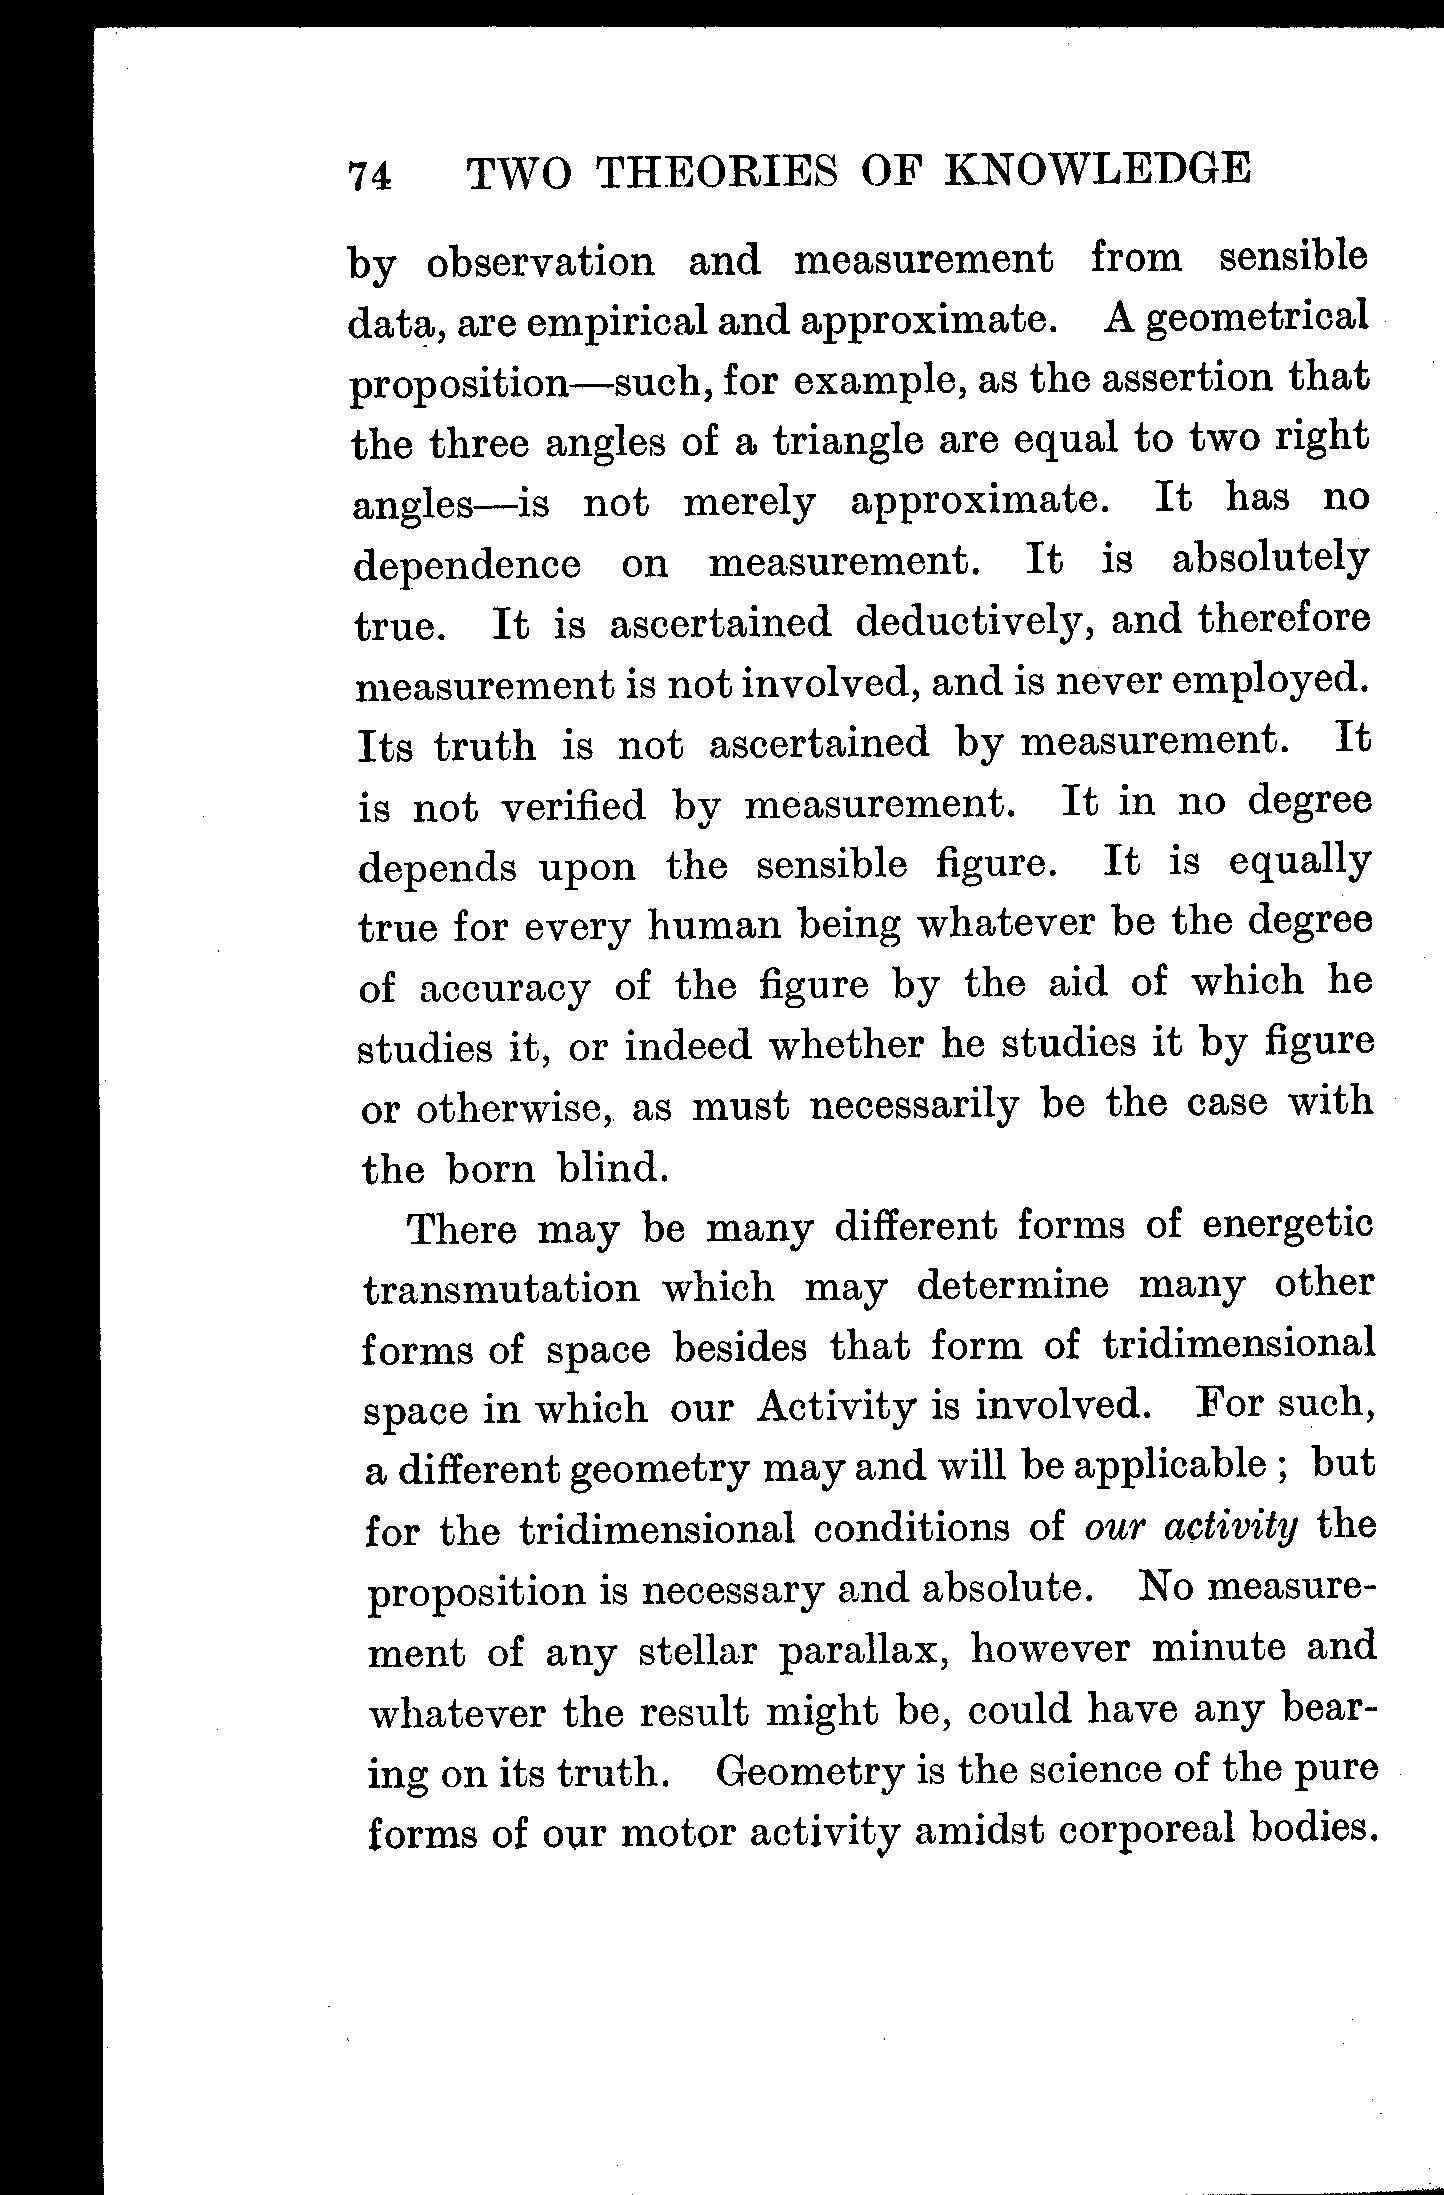 74 TWO THEORIES OF KNOWLEDGE
by observation and measurement from sensible
data, are empirical and approximate. A geometrical
proposition—such, for example, as the assertion that
the three angles of a triangle are equal to two right
angles—is not merely approximate. It has no
dependence on measurement. It is absolutely
true. It is ascertained deductively, and therefore
measurement is not involved, and is never employed.
Its truth is not ascertained by measurement. It
is not verified by measurement. It in no degree
depends upon the sensible figure. It is equally
true for every human being whatever be the degree
of accuracy of the figure by the aid of which he
studies it, or indeed whether he studies it by figure
or otherwise, as must necessarily be the case with
the born blind.
There may be many different forms of energetic
transmutation which may determine many other
forms of space besides that form of tridimensional
space in which our Activity is involved. For such,
a different geometry may and will be applicable ; but
for the tridimensional conditions of our activity the
proposition is necessary and absolute. No measure-
ment of any stellar parallax, however minute and
whatever the result might be, could have any bear-
ing on its truth. Geometry is the science of the pure
forms of our motor activity amidst corporeal bodies.